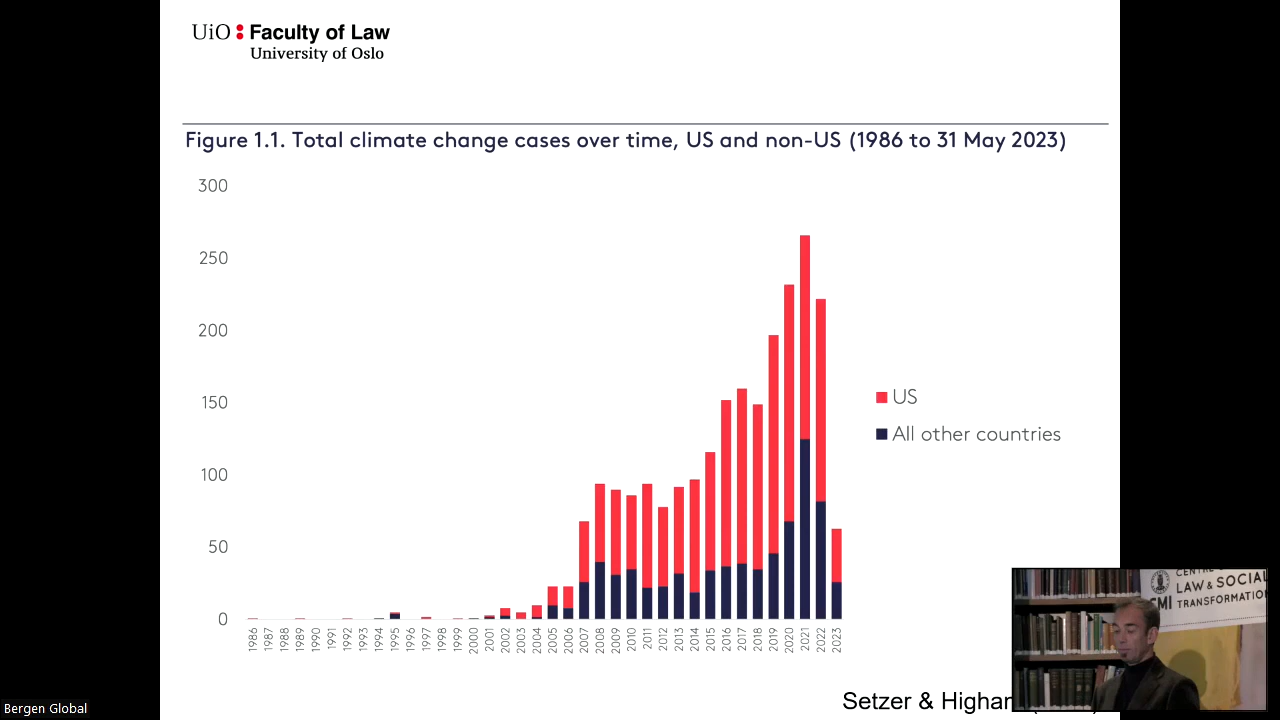 UiO : Faculty of Law
University of Oslo
Figure 1.1. Total climate change cases over time, US and non-US (1986 to 31 May 2023)
300
250
200
150
100
50
0
US
All other countries
1986 1987 1988 1989 1990 1991 1992 1993 1994 1995 1996 1997 1998 1999 2000 2001 2002 2003 2004 2005 2006 2007 2008 2009 2010 2011 2012 2013 2014 2015 2016 2017 2018 2019 2020 2021 2022 2023
LAW & SOCIAL
CMI TRANSFORMATION
Setzer &
Bergen Global